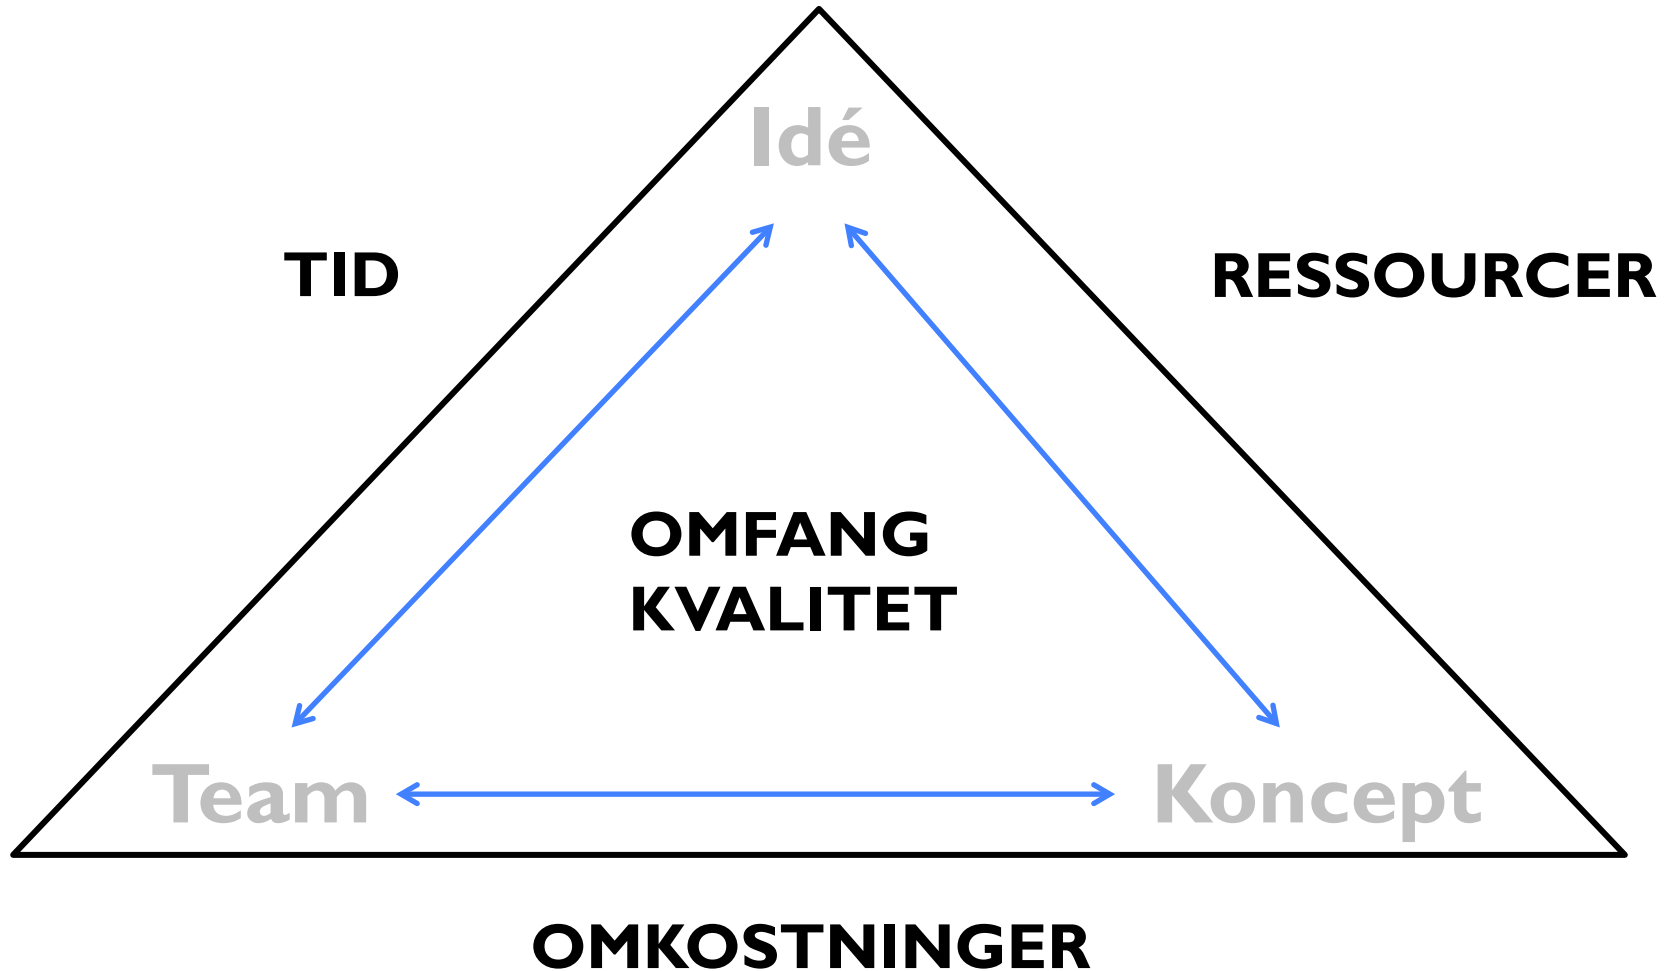 Idé
TID
RESSOURCER
OMFANG
KVALITET
Team
Koncept
OMKOSTNINGER